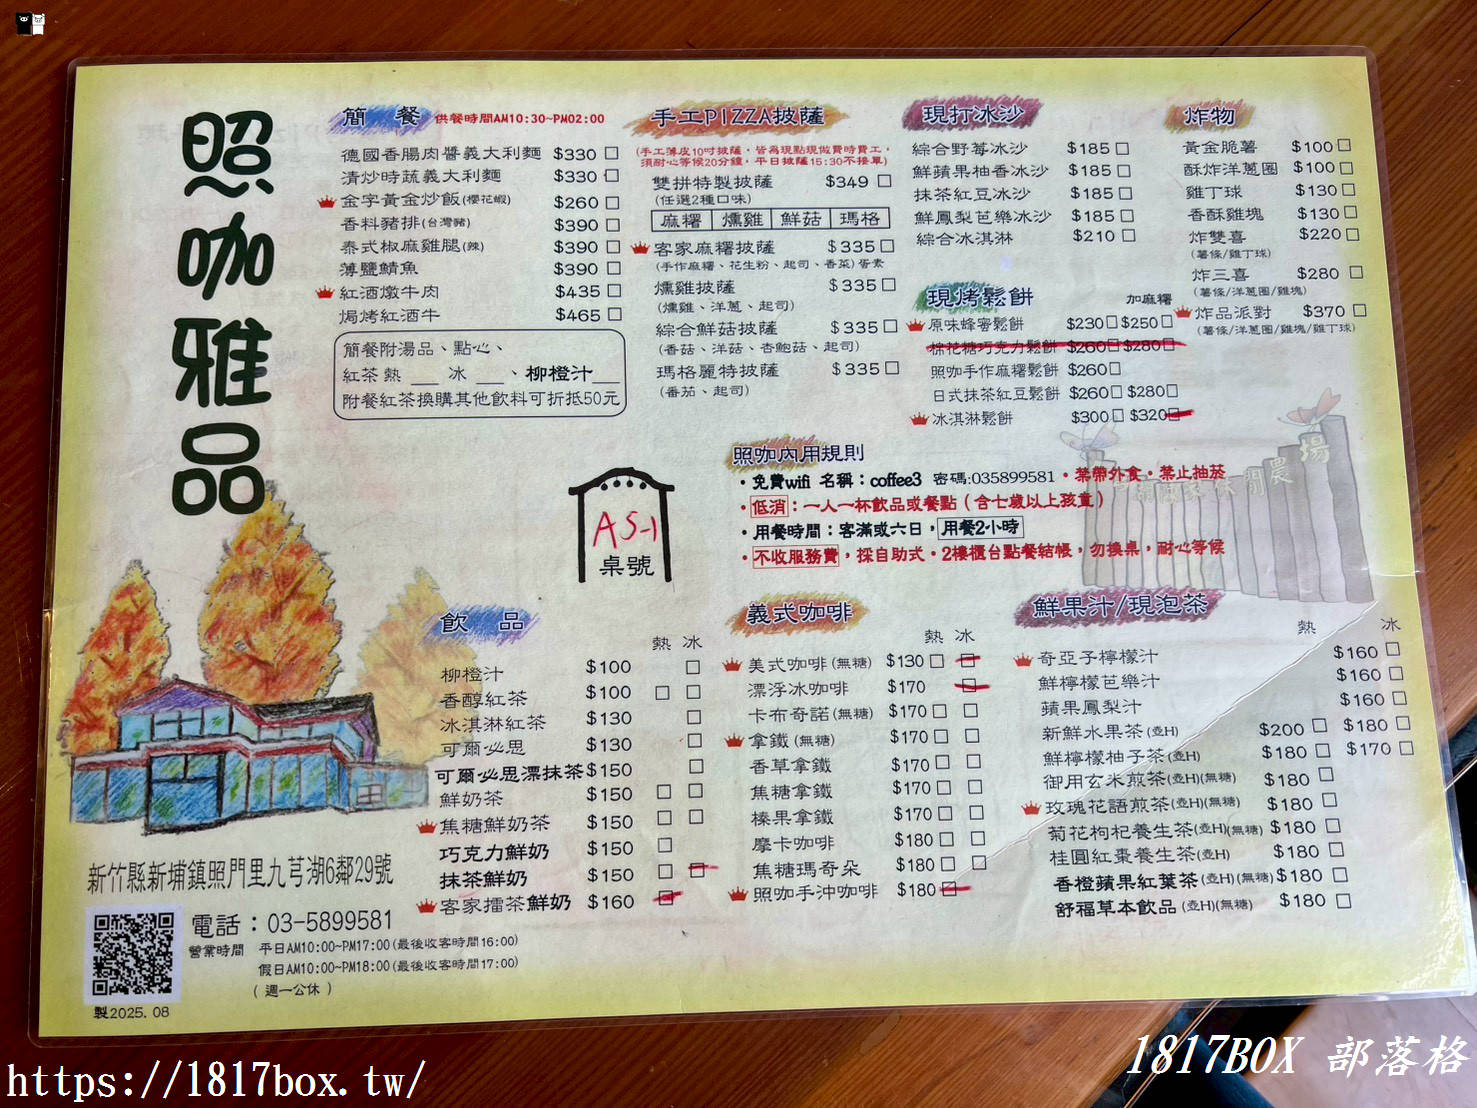 照咖雅品
簡 餐 供餐時間AM10:30~PM02:00
德國香腸肉醬義大利麵 $330 □
清炒時蔬義大利麵 $330 □
金字黃金炒飯(櫻花蝦) $260 □
香料豬排(台灣豬) $390 □
泰式椒麻雞腿(辣) $390 □
薄鹽鯖魚 $390 □
紅酒燉牛肉 $435 □
焗烤紅酒牛 $465 □
簡餐附湯品、點心、
紅茶 熱 __ 冰 __、柳橙汁__
附餐紅茶換購其他飲料可折抵50元
手工PIZZA披薩
(手工薄皮10吋披薩，皆為現點現做費時費工，
須耐心等候20分鐘，平日披薩15:30不接單)
雙拼特製披薩 $349 □
(任選2種口味)
麻糬 燻雞 鮮菇 瑪格
客家麻糬披薩 $335 □
(手作麻糬、花生粉、起司、香菜)蛋素
燻雞披薩 $335 □
(燻雞、洋蔥、起司)
綜合鮮菇披薩 $335 □
(香菇、洋菇、杏鮑菇、起司)
瑪格麗特披薩 $335 □
(番茄、起司)
現打冰沙
綜合野莓冰沙 $185 □
鮮蘋果柚香冰沙 $185 □
抹茶紅豆冰沙 $185 □
鮮鳳梨芭樂冰沙 $185 □
綜合冰淇淋 $210 □
現烤鬆餅 加麻糬
原味蜂蜜鬆餅 $230□ $250□
棉花糖巧克力鬆餅 $260□ $280□
照咖手作麻糬鬆餅 $260□
日式抹茶紅豆鬆餅 $260□ $280□
冰淇淋鬆餅 $300□ $320□
炸物
黃金脆薯 $100 □
酥炸洋蔥圈 $100 □
雞丁球 $130 □
香酥雞塊 $130 □
炸雙喜 $220 □
(薯條/雞丁球)
炸三喜 $280 □
(薯條/洋蔥圈/雞塊)
炸品派對 $370 □
(薯條/洋蔥圈/雞塊/雞丁球)
照咖內用規則
・免費wifi 名稱：coffee3 密碼:035899581・禁帶外食・禁止抽菸
・低消：一人一杯飲品或餐點（含七歲以上孩童）
・用餐時間：客滿或六日，用餐2小時
・不收服務費，採自助式・2樓櫃台點餐結帳，勿換桌，耐心等候
休閒農場
A5-1
桌號
飲 品 熱 冰
柳橙汁 $100 □
香醇紅茶 $100 □ □
冰淇淋紅茶 $130 □
可爾必思 $130 □
可爾必思漂抹茶 $150 □
鮮奶茶 $150 □ □
焦糖鮮奶茶 $150 □ □
巧克力鮮奶 $150 □
抹茶鮮奶 $150 □ □
客家擂茶鮮奶 $160 □
義式咖啡 熱 冰
美式咖啡(無糖) $130 □ □
漂浮冰咖啡 $170 □
卡布奇諾(無糖) $170 □ □
拿鐵(無糖) $170 □ □
香草拿鐵 $170 □ □
焦糖拿鐵 $170 □ □
榛果拿鐵 $170 □ □
摩卡咖啡 $180 □ □
焦糖瑪奇朵 $180 □ □
照咖手沖咖啡 $180 □
鮮果汁/現泡茶 熱 冰
奇亞子檸檬汁 $160 □
鮮檸檬芭樂汁 $160 □
蘋果鳳梨汁 $160 □
新鮮水果茶(壺H) $200 □ $180 □
鮮檸檬柚子茶(壺H) $180 □ $170 □
御用玄米煎茶(壺H)(無糖) $180 □
玫瑰花語煎茶(壺H)(無糖) $180 □
菊花枸杞養生茶(壺H)(無糖) $180 □
桂圓紅棗養生茶(壺H) $180 □
香橙蘋果紅葉茶(壺H)(無糖) $180 □
舒福草本飲品(壺H)(無糖) $180 □
新竹縣新埔鎮照門里九芎湖6鄰29號
電話：03-5899581
營業時間 平日AM10:00~PM17:00(最後收客時間16:00)
假日AM10:00~PM18:00(最後收客時間17:00)
(週一公休)
製2025.08
https://1817box.tw/
1817BOX 部落格